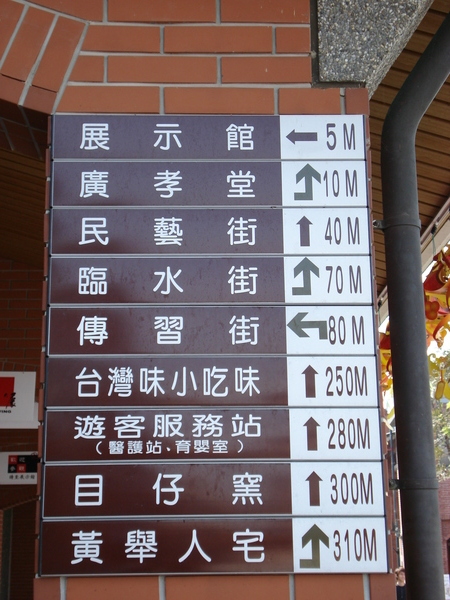 展示館 ← 5M
廣孝堂 10M
民藝街 ↑ 40M
臨水街 70M
傳習街 80M
台灣味小吃味 ↑ 250M
遊客服務站 ↑ 280M
(醫護站、育嬰室)
目仔窯 ↑ 300M
黃舉人宅 310M